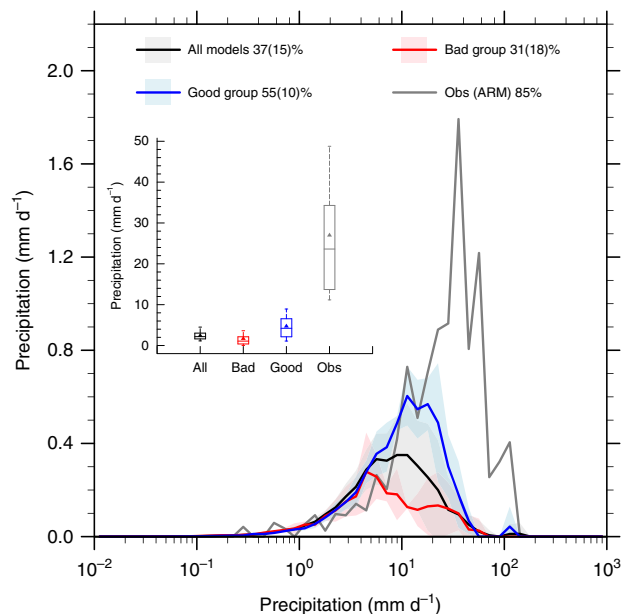 All models 37(15)%
Bad group 31(18)%
Good group 55(10)%
Obs (ARM) 85%
Precipitation (mm d⁻¹)
2.0
1.6
1.2
0.8
0.4
0.0
Precipitation (mm d⁻¹)
50
40
30
20
10
0
All Bad Good Obs
10⁻² 10⁻¹ 10⁰ 10¹ 10² 10³
Precipitation (mm d⁻¹)